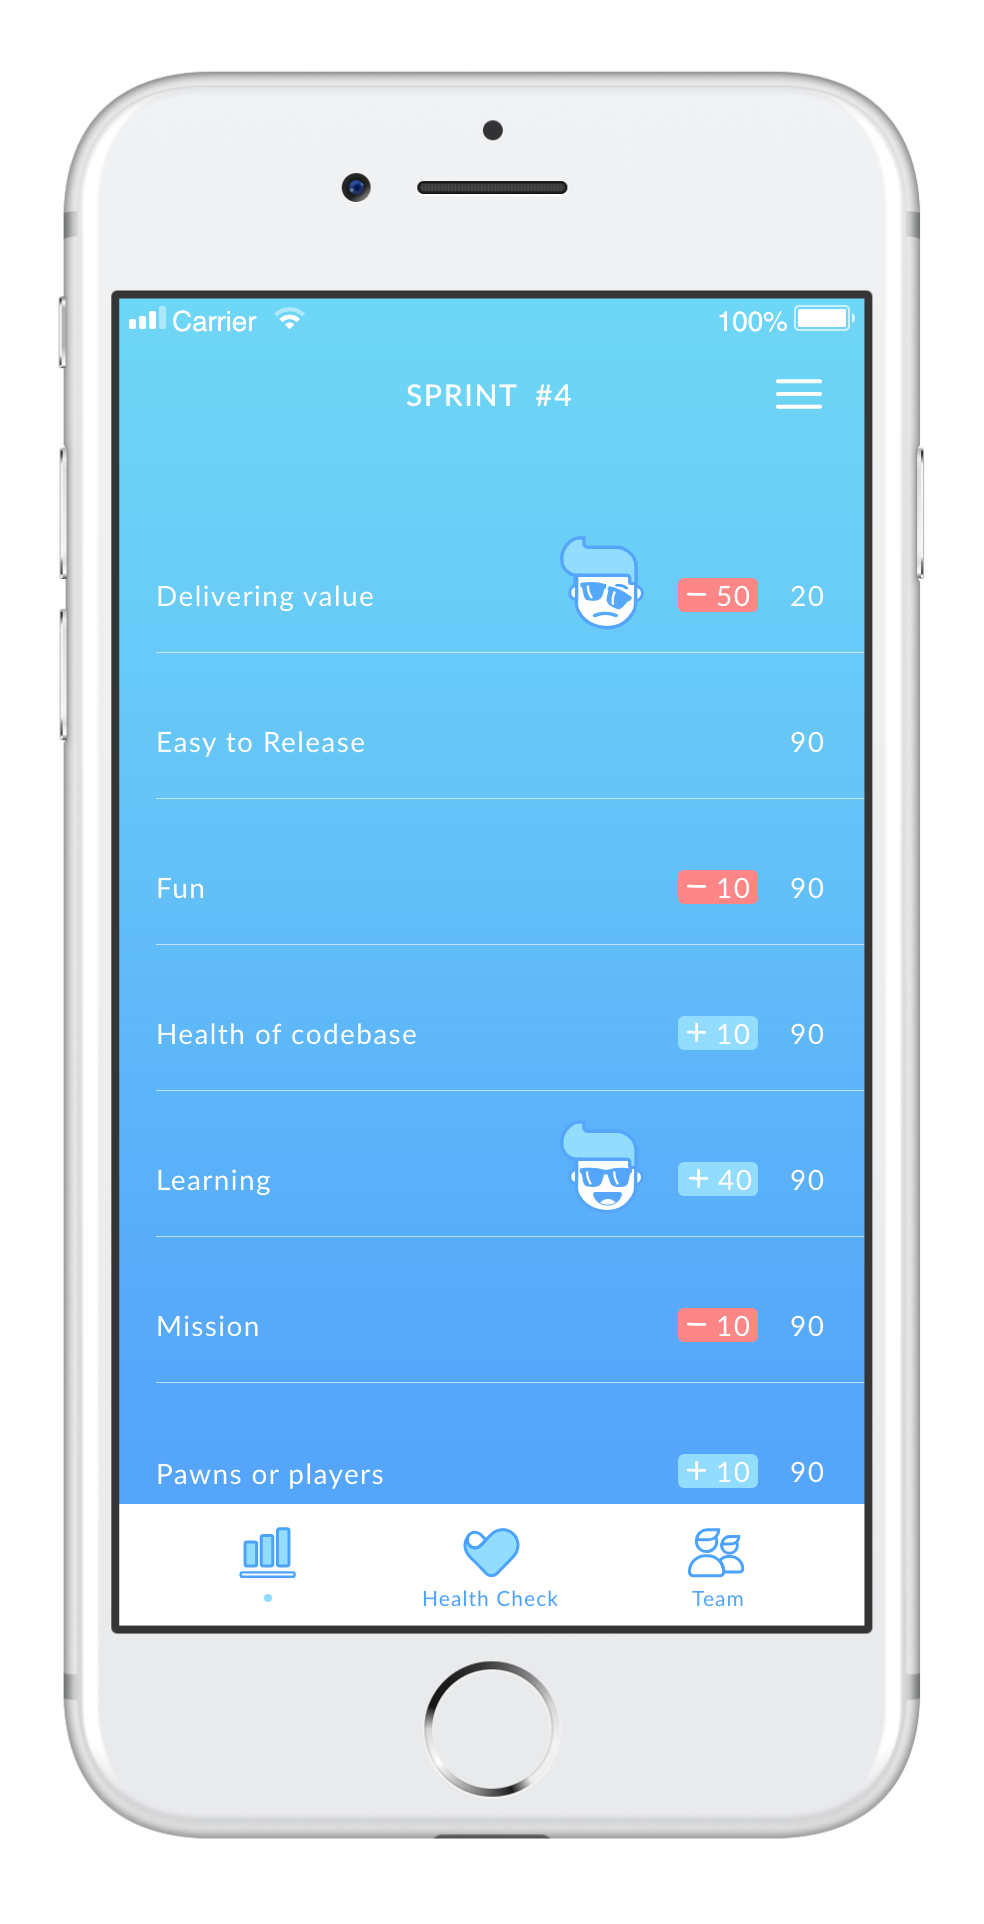 Carrier 100%
SPRINT #4
Delivering value − 50 20
Easy to Release 90
Fun − 10 90
Health of codebase + 10 90
Learning + 40 90
Mission − 10 90
Pawns or players + 10 90
Health Check Team